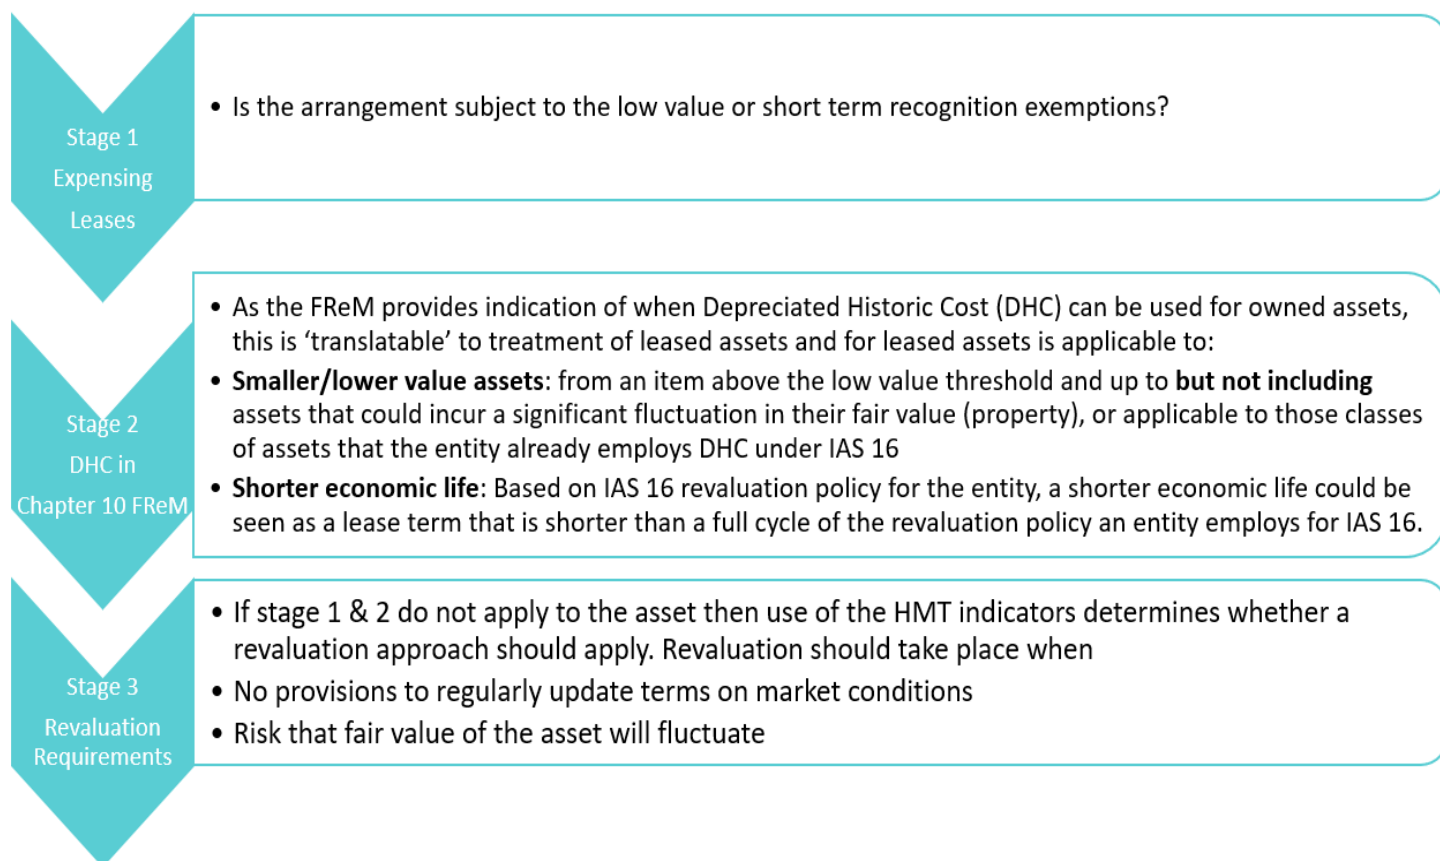 Stage 1
Expensing
Leases
• Is the arrangement subject to the low value or short term recognition exemptions?
Stage 2
DHC in
Chapter 10 FReM
• As the FReM provides indication of when Depreciated Historic Cost (DHC) can be used for owned assets,
this is ‘translatable’ to treatment of leased assets and for leased assets is applicable to:
• Smaller/lower value assets: from an item above the low value threshold and up to but not including
assets that could incur a significant fluctuation in their fair value (property), or applicable to those classes
of assets that the entity already employs DHC under IAS 16
• Shorter economic life: Based on IAS 16 revaluation policy for the entity, a shorter economic life could be
seen as a lease term that is shorter than a full cycle of the revaluation policy an entity employs for IAS 16.
Stage 3
Revaluation
Requirements
• If stage 1 & 2 do not apply to the asset then use of the HMT indicators determines whether a
revaluation approach should apply. Revaluation should take place when
• No provisions to regularly update terms on market conditions
• Risk that fair value of the asset will fluctuate